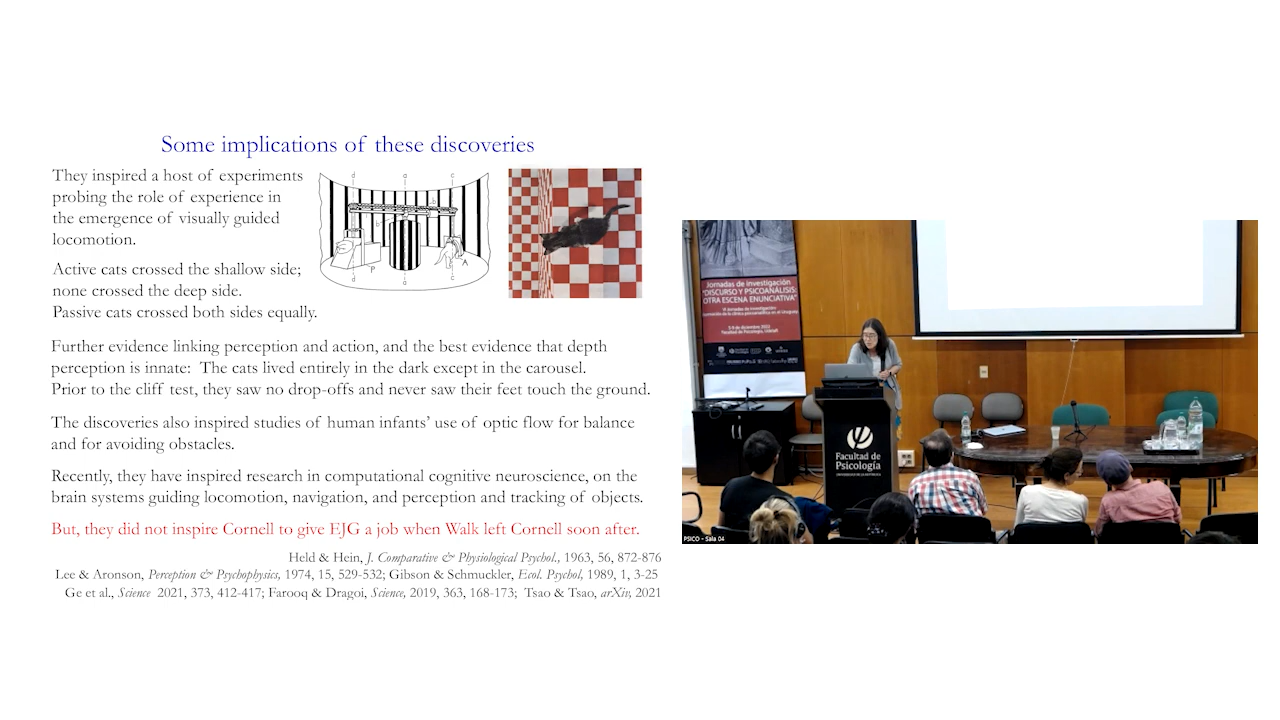 Some implications of these discoveries
They inspired a host of experiments
probing the role of experience in
the emergence of visually guided
locomotion.
Active cats crossed the shallow side;
none crossed the deep side.
Passive cats crossed both sides equally.
d
a
c
b
b
P
A
d
a
c
Further evidence linking perception and action, and the best evidence that depth
perception is innate: The cats lived entirely in the dark except in the carousel.
Prior to the cliff test, they saw no drop-offs and never saw their feet touch the ground.
The discoveries also inspired studies of human infants' use of optic flow for balance
and for avoiding obstacles.
Recently, they have inspired research in computational cognitive neuroscience, on the
brain systems guiding locomotion, navigation, and perception and tracking of objects.
But, they did not inspire Cornell to give EJG a job when Walk left Cornell soon after.
Held & Hein, J. Comparative & Physiological Psychol., 1963, 56, 872-876
Lee & Aronson, Perception & Psychophysics, 1974, 15, 529-532; Gibson & Schmuckler, Ecol. Psychol, 1989, 1, 3-25
Ge et al., Science 2021, 373, 412-417; Farooq & Dragoi, Science, 2019, 363, 168-173; Tsao & Tsao, arXiv, 2021
Jornadas de investigación
"DISCURSO Y PSICOANÁLISIS:
OTRA ESCENA ENUNCIATIVA"
Facultad de Psicología, UdelaR
Facultad de
Psicología
UNIVERSIDAD DE LA REPÚBLICA
PSICO - Sala 04